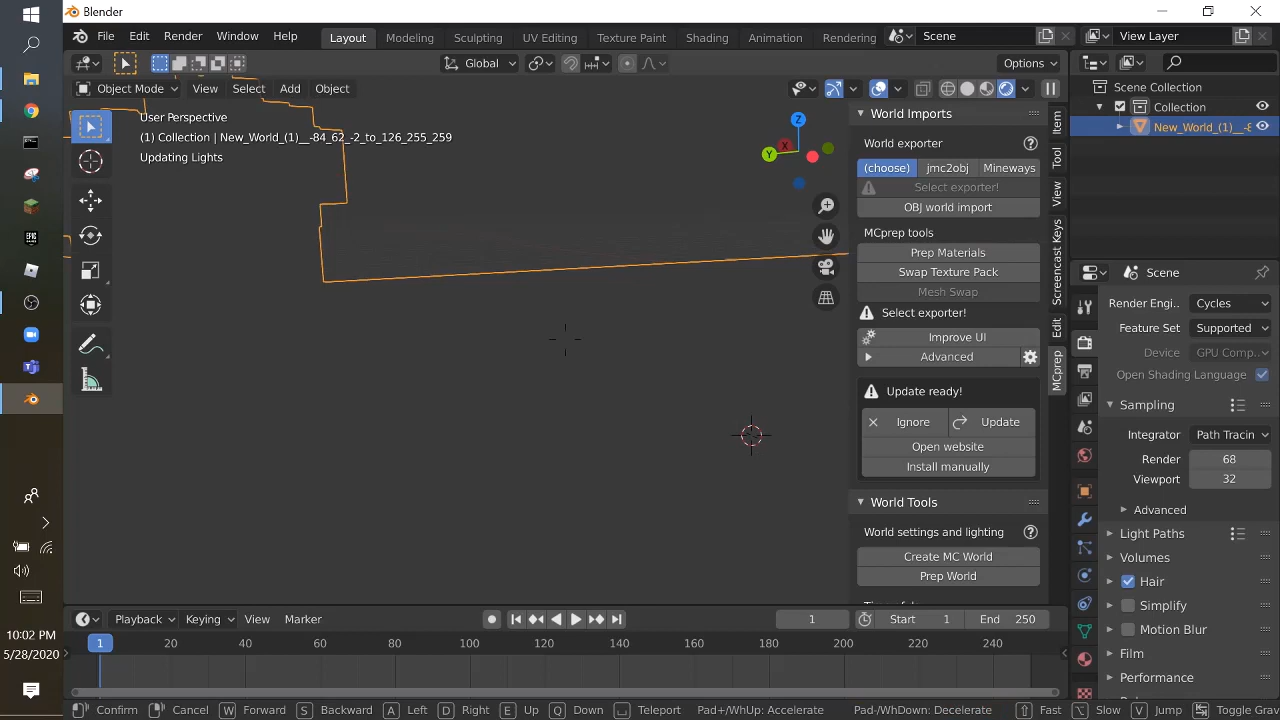 Blender
File Edit Render Window Help Layout Modeling Sculpting UV Editing Texture Paint Shading Animation Rendering Scene View Layer
Global Options
Object Mode View Select Add Object
User Perspective
(1) Collection | New_World_(1)__-84_62_-2_to_126_255_259
Updating Lights
Z
X
Y
World Imports
World exporter
(choose) jmc2obj Mineways
Select exporter!
OBJ world import
MCprep tools
Prep Materials
Swap Texture Pack
Mesh Swap
Select exporter!
Improve UI
Advanced
Update ready!
Ignore Update
Open website
Install manually
World Tools
World settings and lighting
Create MC World
Prep World
Item
Tool
View
Screencast Keys
Edit
MCprep
Scene Collection
Collection
New_World_(1)__-8
Scene
Render Engi.. Cycles
Feature Set Supported
Device GPU Comp...
Open Shading Language
Sampling
Integrator Path Tracin
Render 68
Viewport 32
Advanced
Light Paths
Volumes
Hair
Simplify
Motion Blur
Film
Performance
Playback Keying View Marker 1 Start 1 End 250
1 20 40 60 80 100 120 140 160 180 200 220 240
Confirm Cancel W Forward S Backward A Left D Right E Up Q Down Teleport Pad+/WhUp: Accelerate Pad-/WhDown: Decelerate Fast Slow V Jump Toggle Grav
EPIC
10:02 PM
5/28/2020